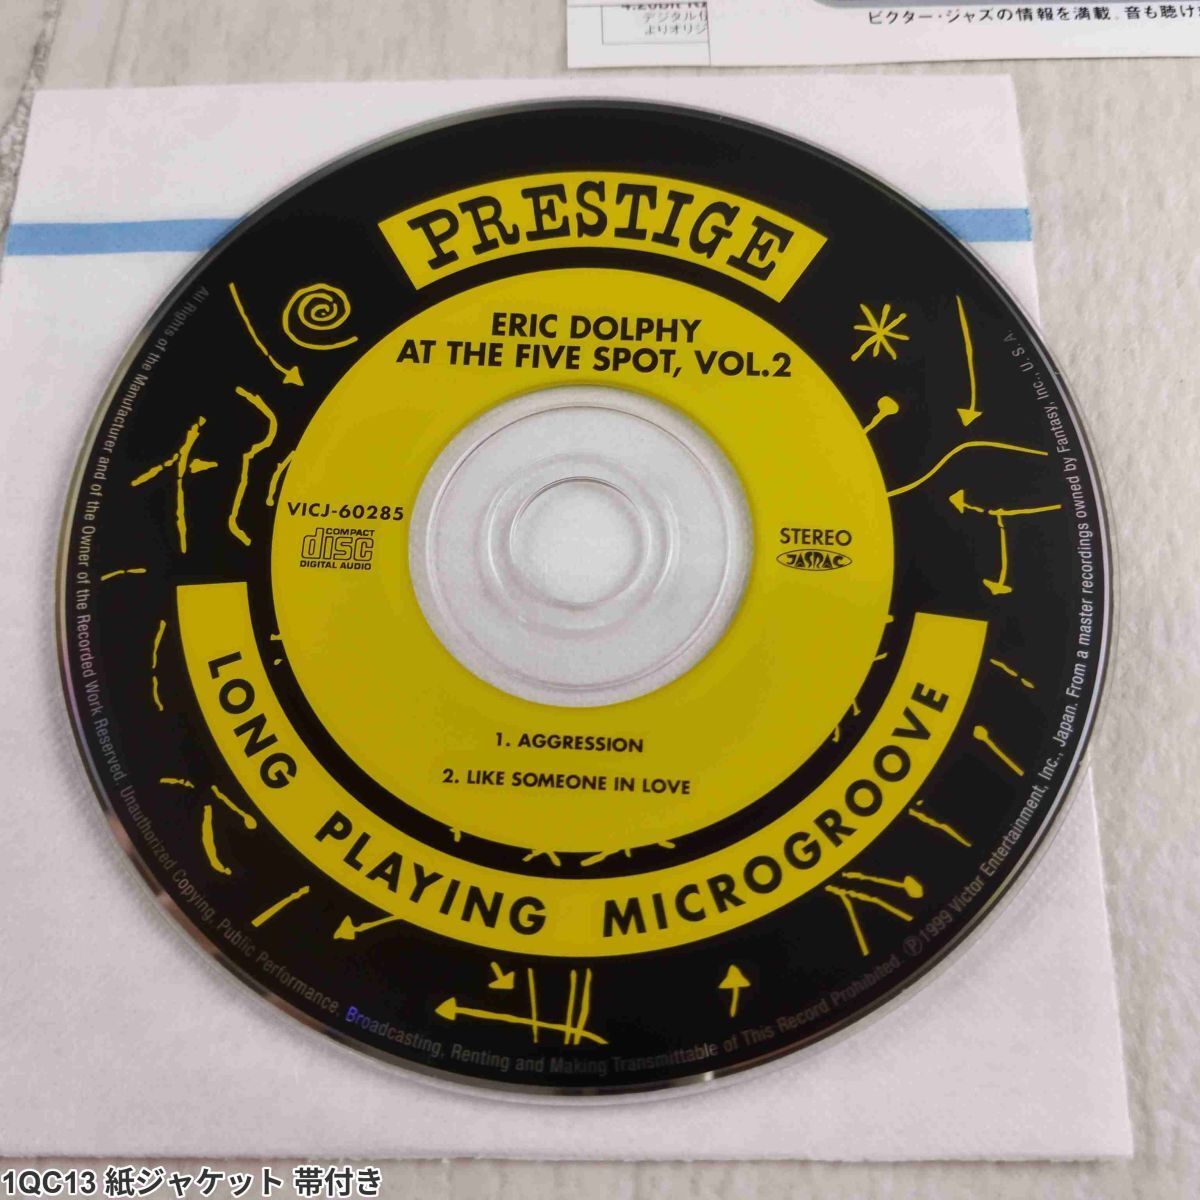 デジタル
よりオリジ
ビクター・ジャズの情報を満載。音も聴け
PRESTIGE
ERIC DOLPHY
AT THE FIVE SPOT, VOL.2
VICJ-60285
COMPACT
disc
DIGITAL AUDIO
STEREO
JASRAC
1. AGGRESSION
2. LIKE SOMEONE IN LOVE
LONG PLAYING MICROGROOVE
All Rights of the Manufacturer and of the Owner of the Recorded Work Reserved. Unauthorized Copying, Public Performance, Broadcasting, Renting and Making Transmittable of This Record Prohibited. Ⓟ1999 Victor Entertainment, Inc., Japan. From a master recordings owned by Fantasy, Inc., U.S.A.
1QC13 紙ジャケット 帯付き